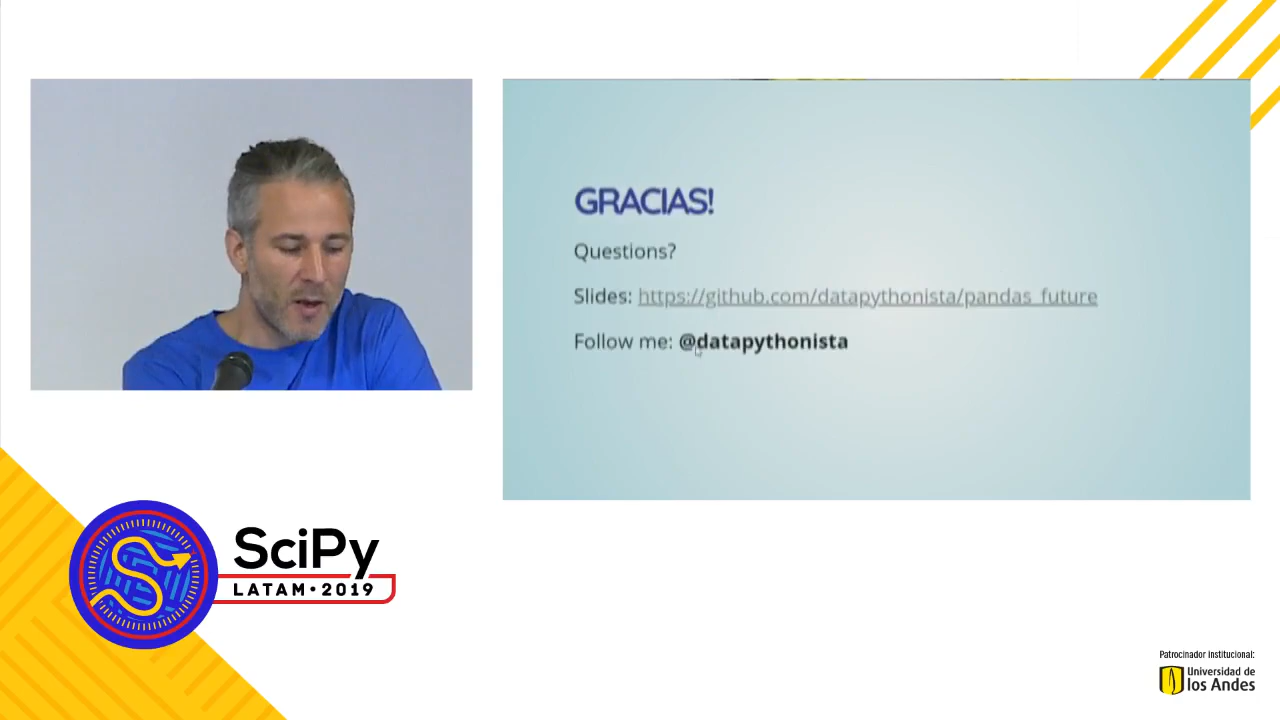 GRACIAS!
Questions?
Slides: https://github.com/datapythonista/pandas_future
Follow me: @datapythonista
SciPy
LATAM•2019
Patrocinador institucional:
Universidad de
los Andes